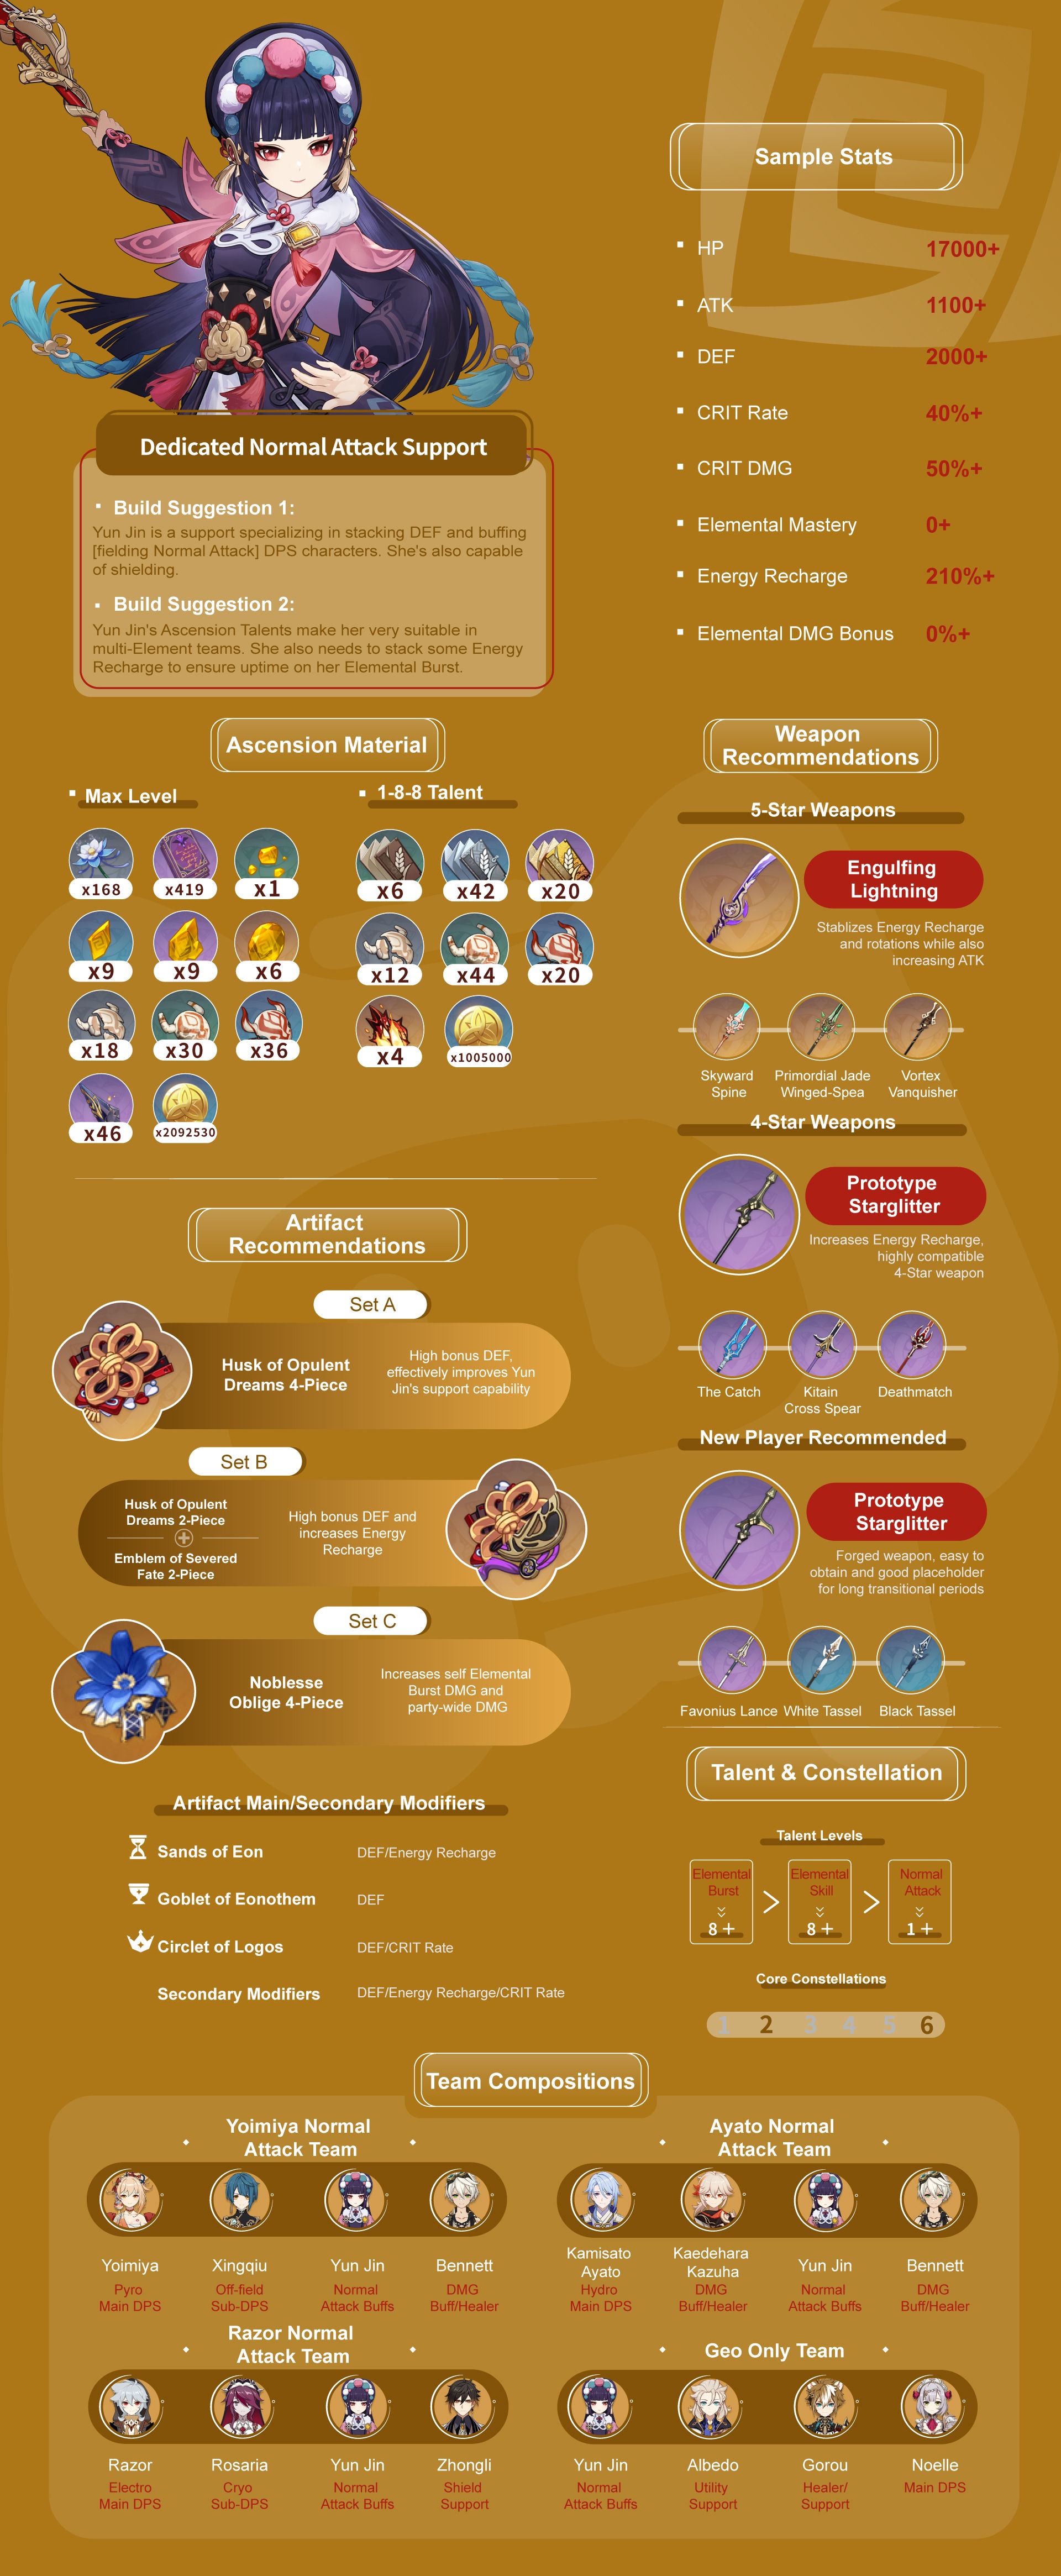 Sample Stats
HP 17000+
ATK 1100+
DEF 2000+
CRIT Rate 40%+
CRIT DMG 50%+
Elemental Mastery 0+
Energy Recharge 210%+
Elemental DMG Bonus 0%+
Dedicated Normal Attack Support
Build Suggestion 1:
Yun Jin is a support specializing in stacking DEF and buffing
[fielding Normal Attack] DPS characters. She's also capable
of shielding.
Build Suggestion 2:
Yun Jin's Ascension Talents make her very suitable in
multi-Element teams. She also needs to stack some Energy
Recharge to ensure uptime on her Elemental Burst.
Ascension Material
Max Level
x168 x419 x1
x9 x9 x6
x18 x30 x36
x46 x2092530
1-8-8 Talent
x6 x42 x20
x12 x44 x20
x4 x1005000
Weapon
Recommendations
5-Star Weapons
Engulfing
Lightning
Stablizes Energy Recharge
and rotations while also
increasing ATK
Skyward
Spine
Primordial Jade
Winged-Spea
Vortex
Vanquisher
4-Star Weapons
Prototype
Starglitter
Increases Energy Recharge,
highly compatible
4-Star weapon
The Catch
Kitain
Cross Spear
Deathmatch
New Player Recommended
Prototype
Starglitter
Forged weapon, easy to
obtain and good placeholder
for long transitional periods
Favonius Lance White Tassel Black Tassel
Artifact
Recommendations
Set A
Husk of Opulent
Dreams 4-Piece
High bonus DEF,
effectively improves Yun
Jin's support capability
Set B
Husk of Opulent
Dreams 2-Piece
Emblem of Severed
Fate 2-Piece
High bonus DEF and
increases Energy
Recharge
Set C
Noblesse
Oblige 4-Piece
Increases self Elemental
Burst DMG and
party-wide DMG
Artifact Main/Secondary Modifiers
Sands of Eon DEF/Energy Recharge
Goblet of Eonothem DEF
Circlet of Logos DEF/CRIT Rate
Secondary Modifiers DEF/Energy Recharge/CRIT Rate
Talent & Constellation
Talent Levels
Elemental
Burst
8 +
>
Elemental
Skill
8 +
>
Normal
Attack
1 +
Core Constellations
1 2 3 4 5 6
Team Compositions
Yoimiya Normal
Attack Team
Yoimiya Xingqiu Yun Jin Bennett
Pyro
Main DPS
Off-field
Sub-DPS
Normal
Attack Buffs
DMG
Buff/Healer
Ayato Normal
Attack Team
Kamisato
Ayato
Kaedehara
Kazuha
Yun Jin
Bennett
Hydro
Main DPS
DMG
Buff/Healer
Normal
Attack Buffs
DMG
Buff/Healer
Razor Normal
Attack Team
Razor Rosaria Yun Jin Zhongli
Electro
Main DPS
Cryo
Sub-DPS
Normal
Attack Buffs
Shield
Support
Geo Only Team
Yun Jin Albedo Gorou Noelle
Normal
Attack Buffs
Utility
Support
Healer/
Support
Main DPS